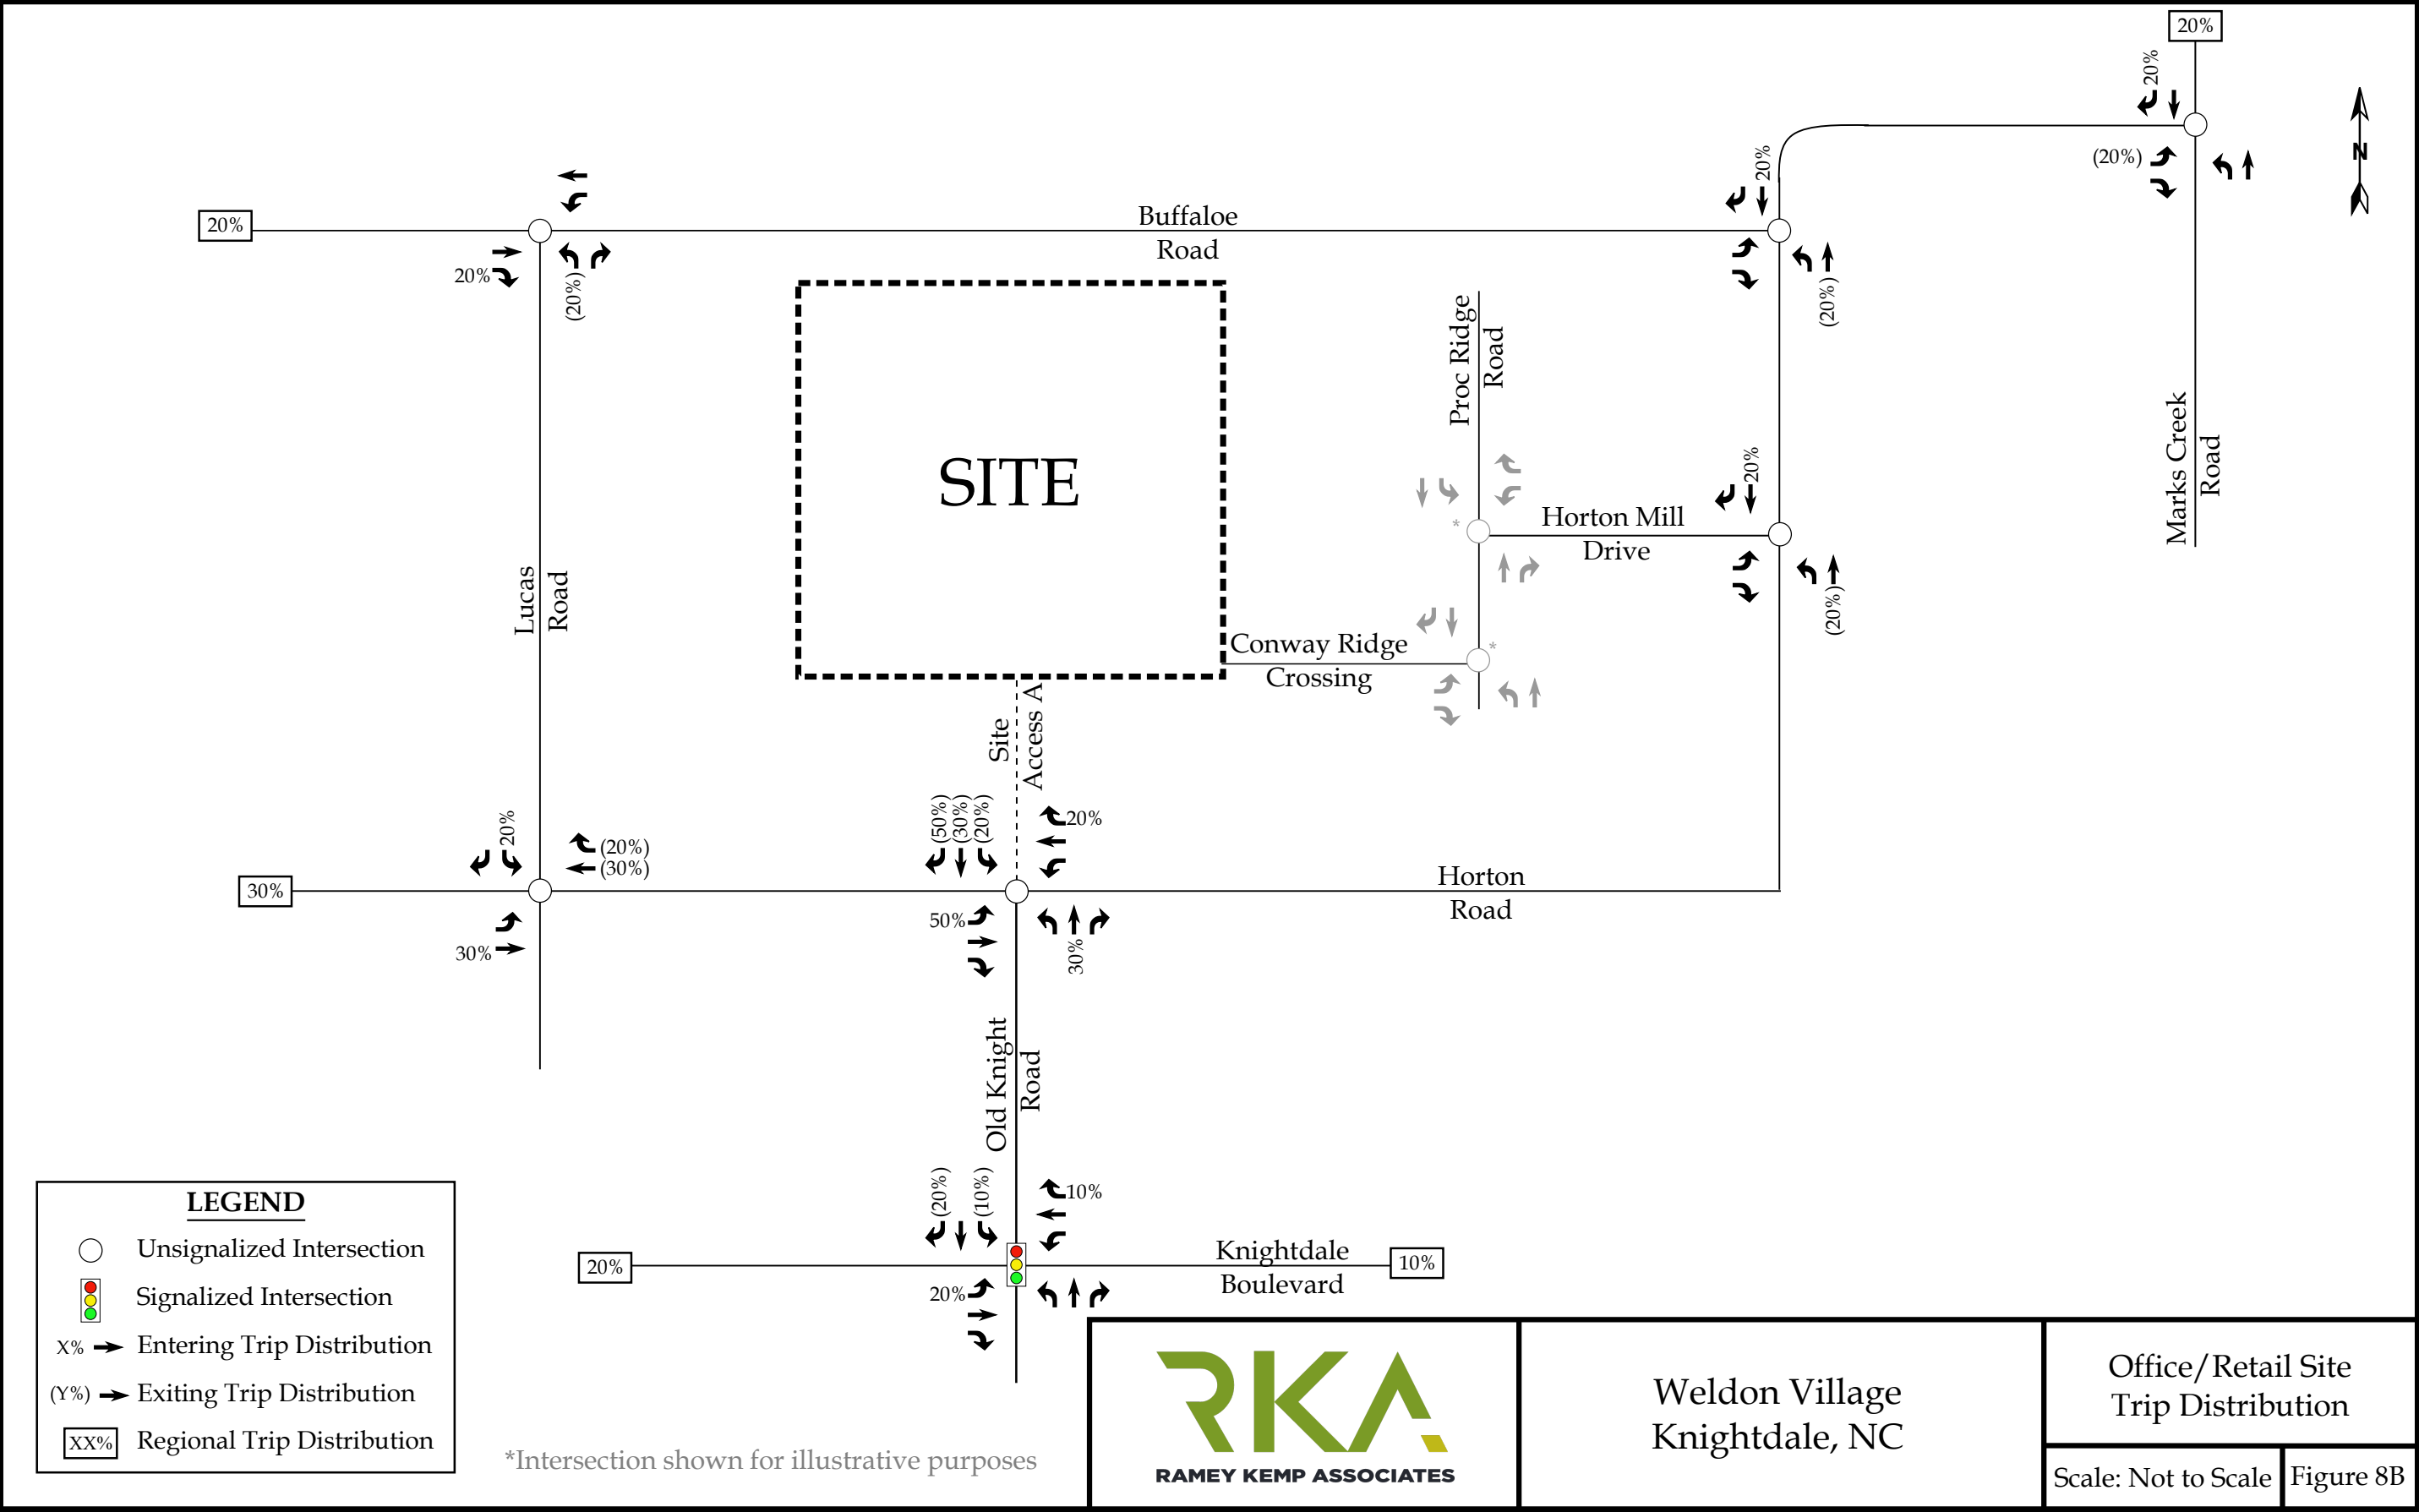 20%
20%
N
(20%)
20%
20%
Buffaloe
Road
20%
(20%)
(20%)
Proc Ridge
Road
Marks Creek
Road
SITE
20%
*
Horton Mill
Drive
Lucas
Road
(20%)
Conway Ridge
Crossing
*
Site
Access A
20%
(50%)
(30%)
(20%)
20%
(20%)
(30%)
30%
Horton
Road
50%
30%
30%
Old Knight
Road
(20%)
(10%)
10%
20%
Knightdale
Boulevard
10%
20%
LEGEND
Unsignalized Intersection
Signalized Intersection
X% Entering Trip Distribution
(Y%) Exiting Trip Distribution
XX% Regional Trip Distribution
*Intersection shown for illustrative purposes
RKA
RAMEY KEMP ASSOCIATES
Weldon Village
Knightdale, NC
Office/Retail Site
Trip Distribution
Scale: Not to Scale
Figure 8B